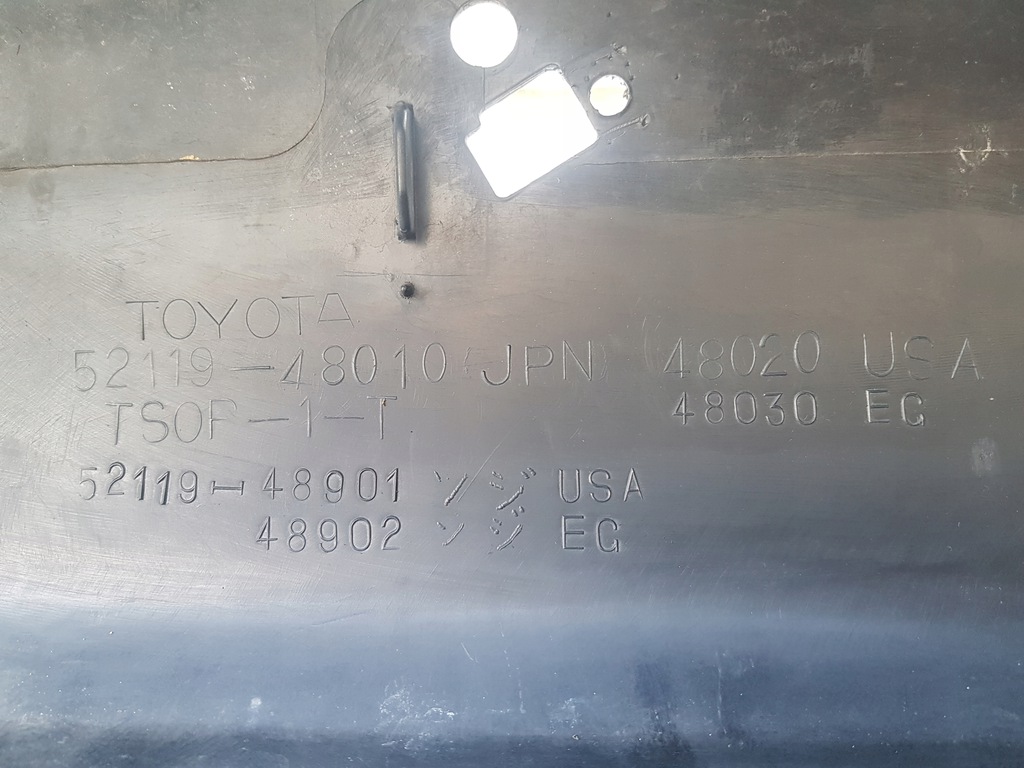 TOYOTA
52119-48010 (JPN) (48020 USA
TSOP-1-T 48030 EG
52119-48901 ソジ USA
48902 ソジ EG